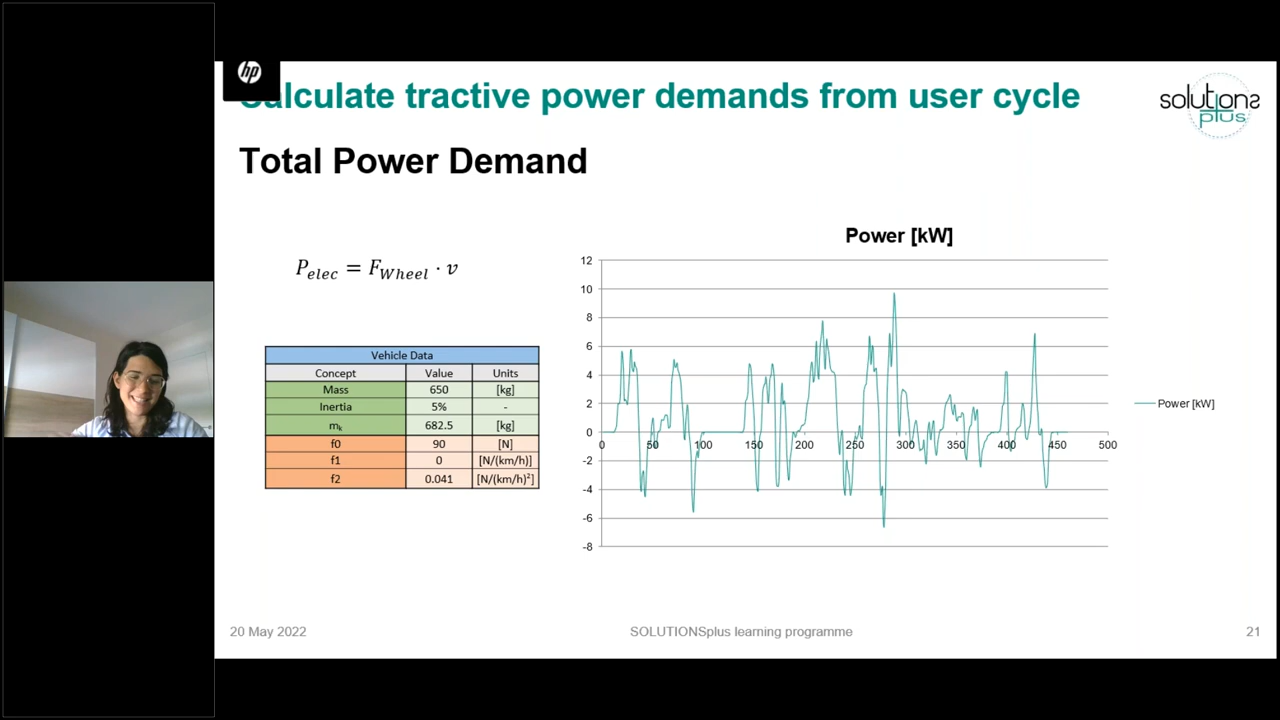 hp
Calculate tractive power demands from user cycle
solutions
plus
Total Power Demand
P_elec = F_Wheel · v
Vehicle Data
Concept Value Units
Mass 650 [kg]
Inertia 5% -
m_k 682.5 [kg]
f0 90 [N]
f1 0 [N/(km/h)]
f2 0.041 [N/(km/h)²]
Power [kW]
12
10
8
6
4
2
0
-2
-4
-6
-8
0 50 100 150 200 250 300 350 400 450 500
Power [kW]
20 May 2022 SOLUTIONSplus learning programme 21